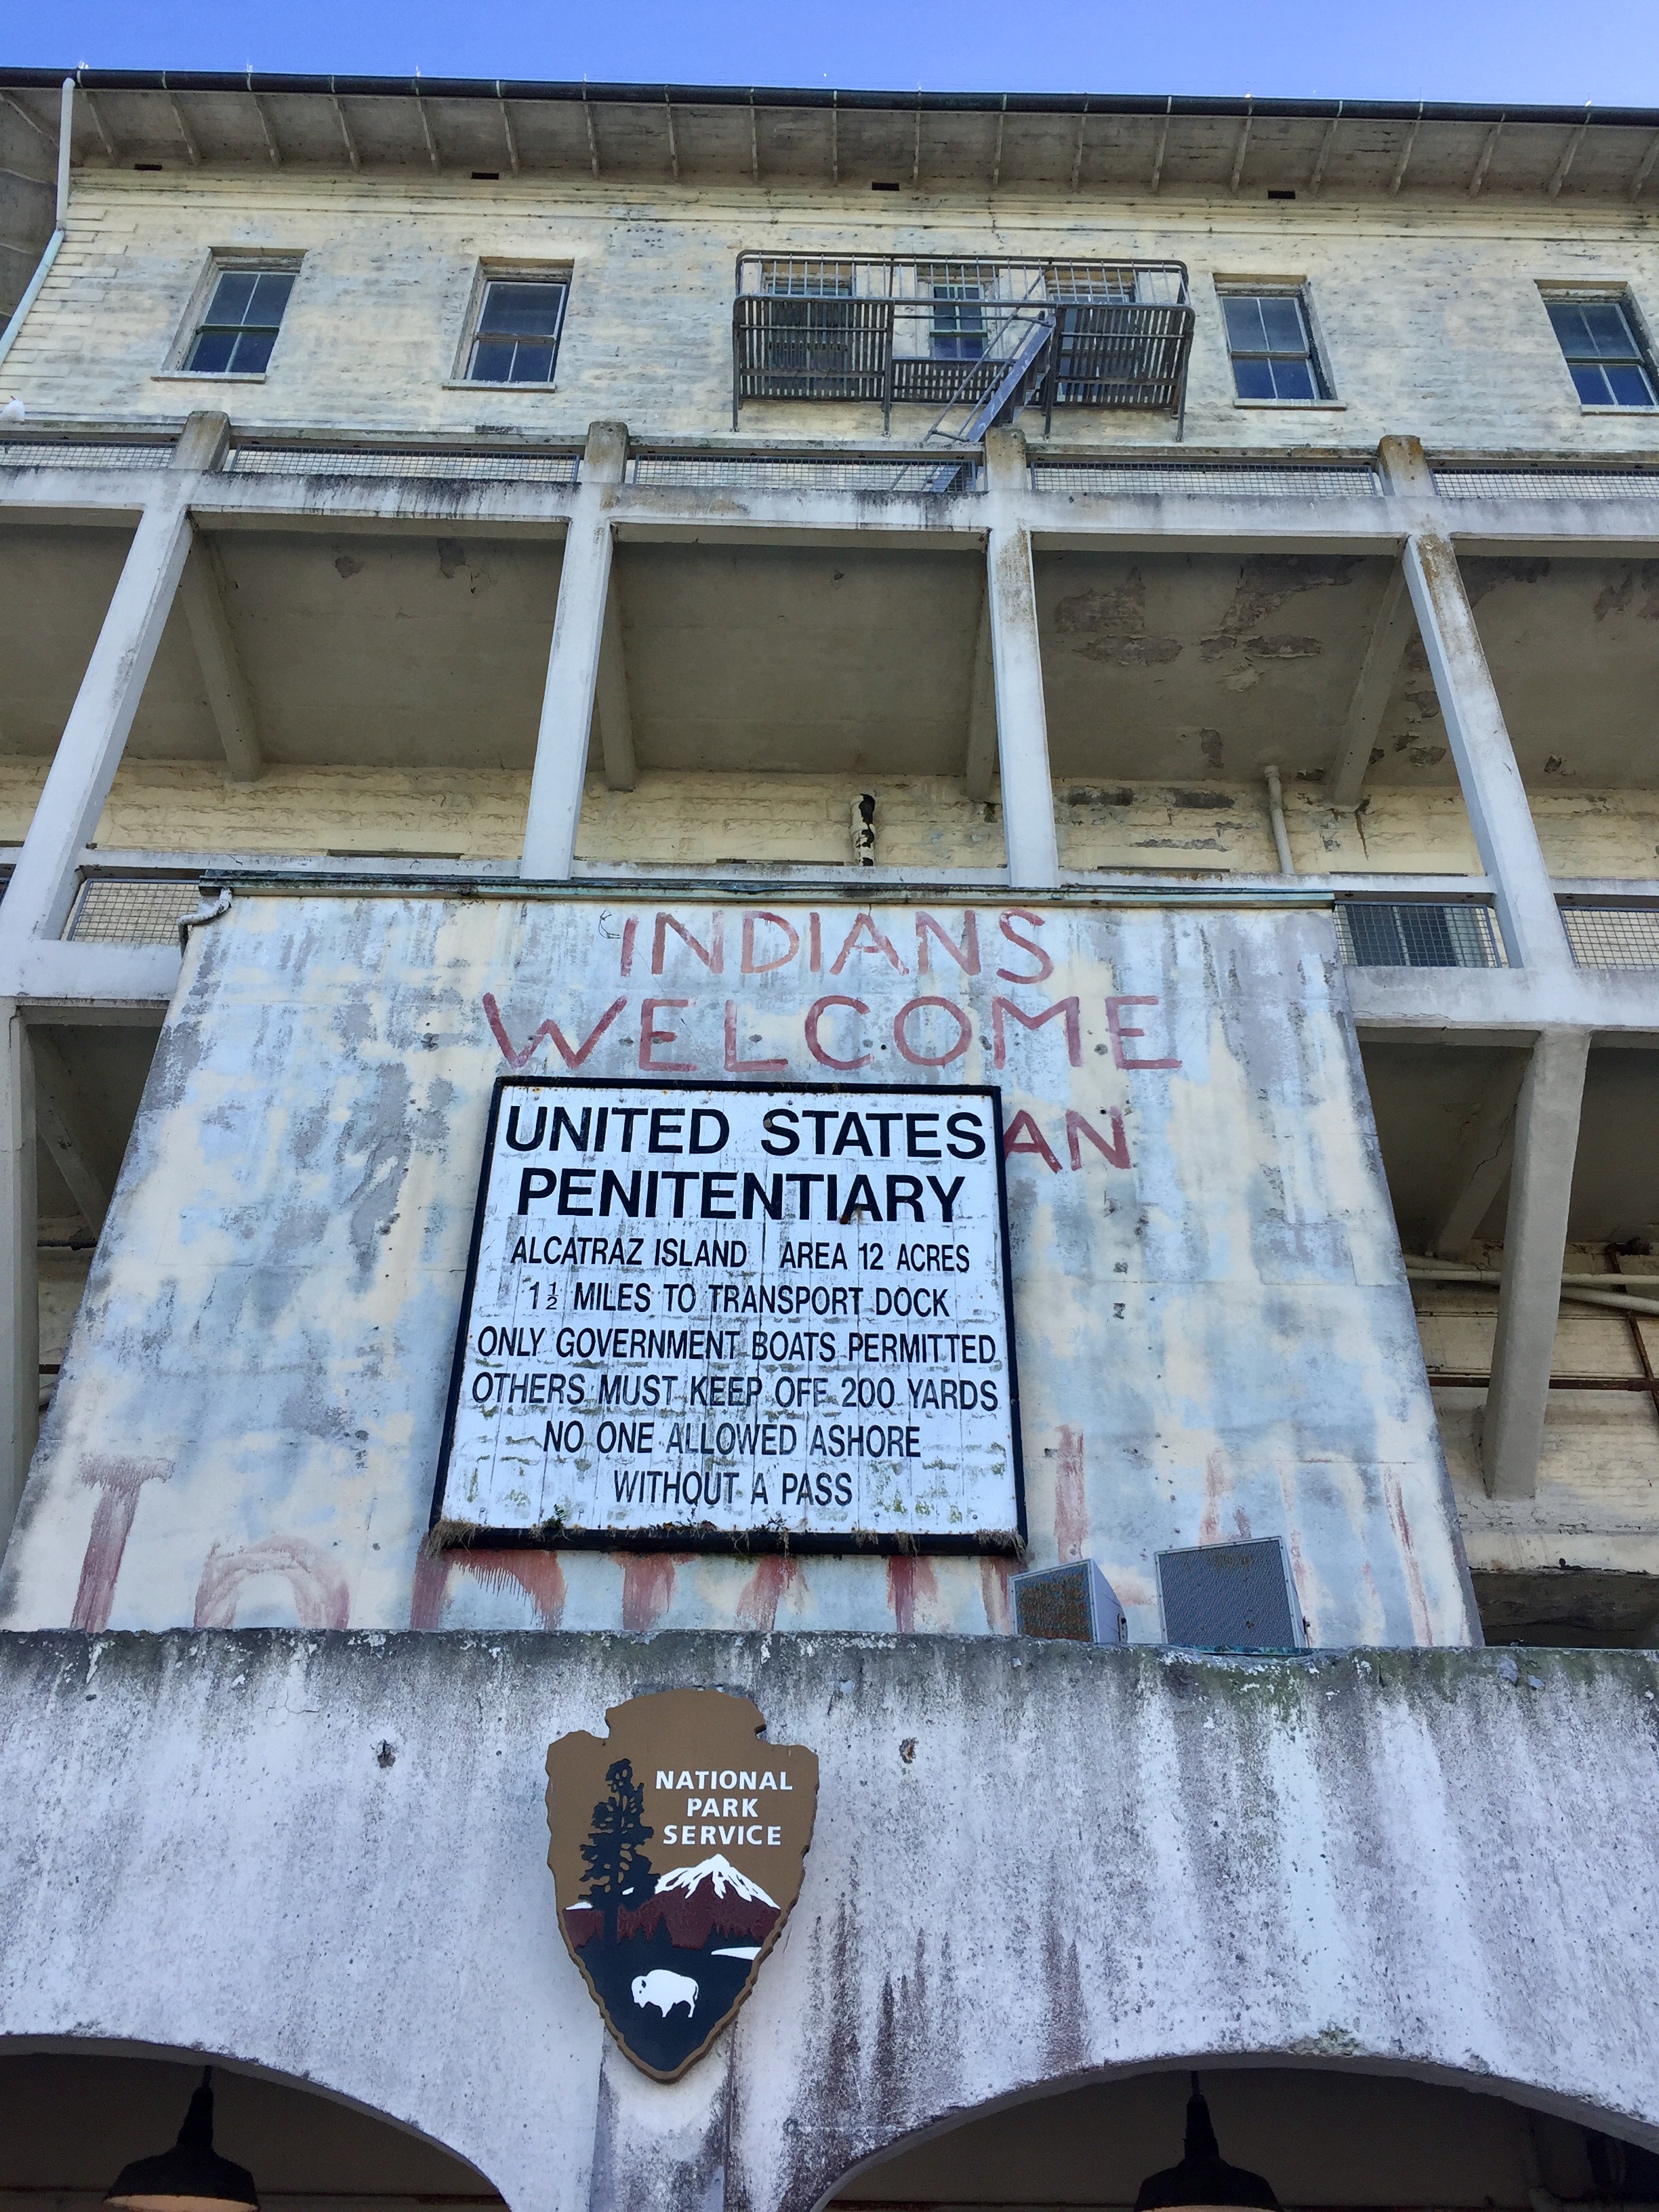 INDIANS
WELCOME
UNITED STATES
PENITENTIARY
ALCATRAZ ISLAND AREA 12 ACRES
1½ MILES TO TRANSPORT DOCK
ONLY GOVERNMENT BOATS PERMITTED
OTHERS MUST KEEP OFF 200 YARDS
NO ONE ALLOWED ASHORE
WITHOUT A PASS
AN
NATIONAL
PARK
SERVICE